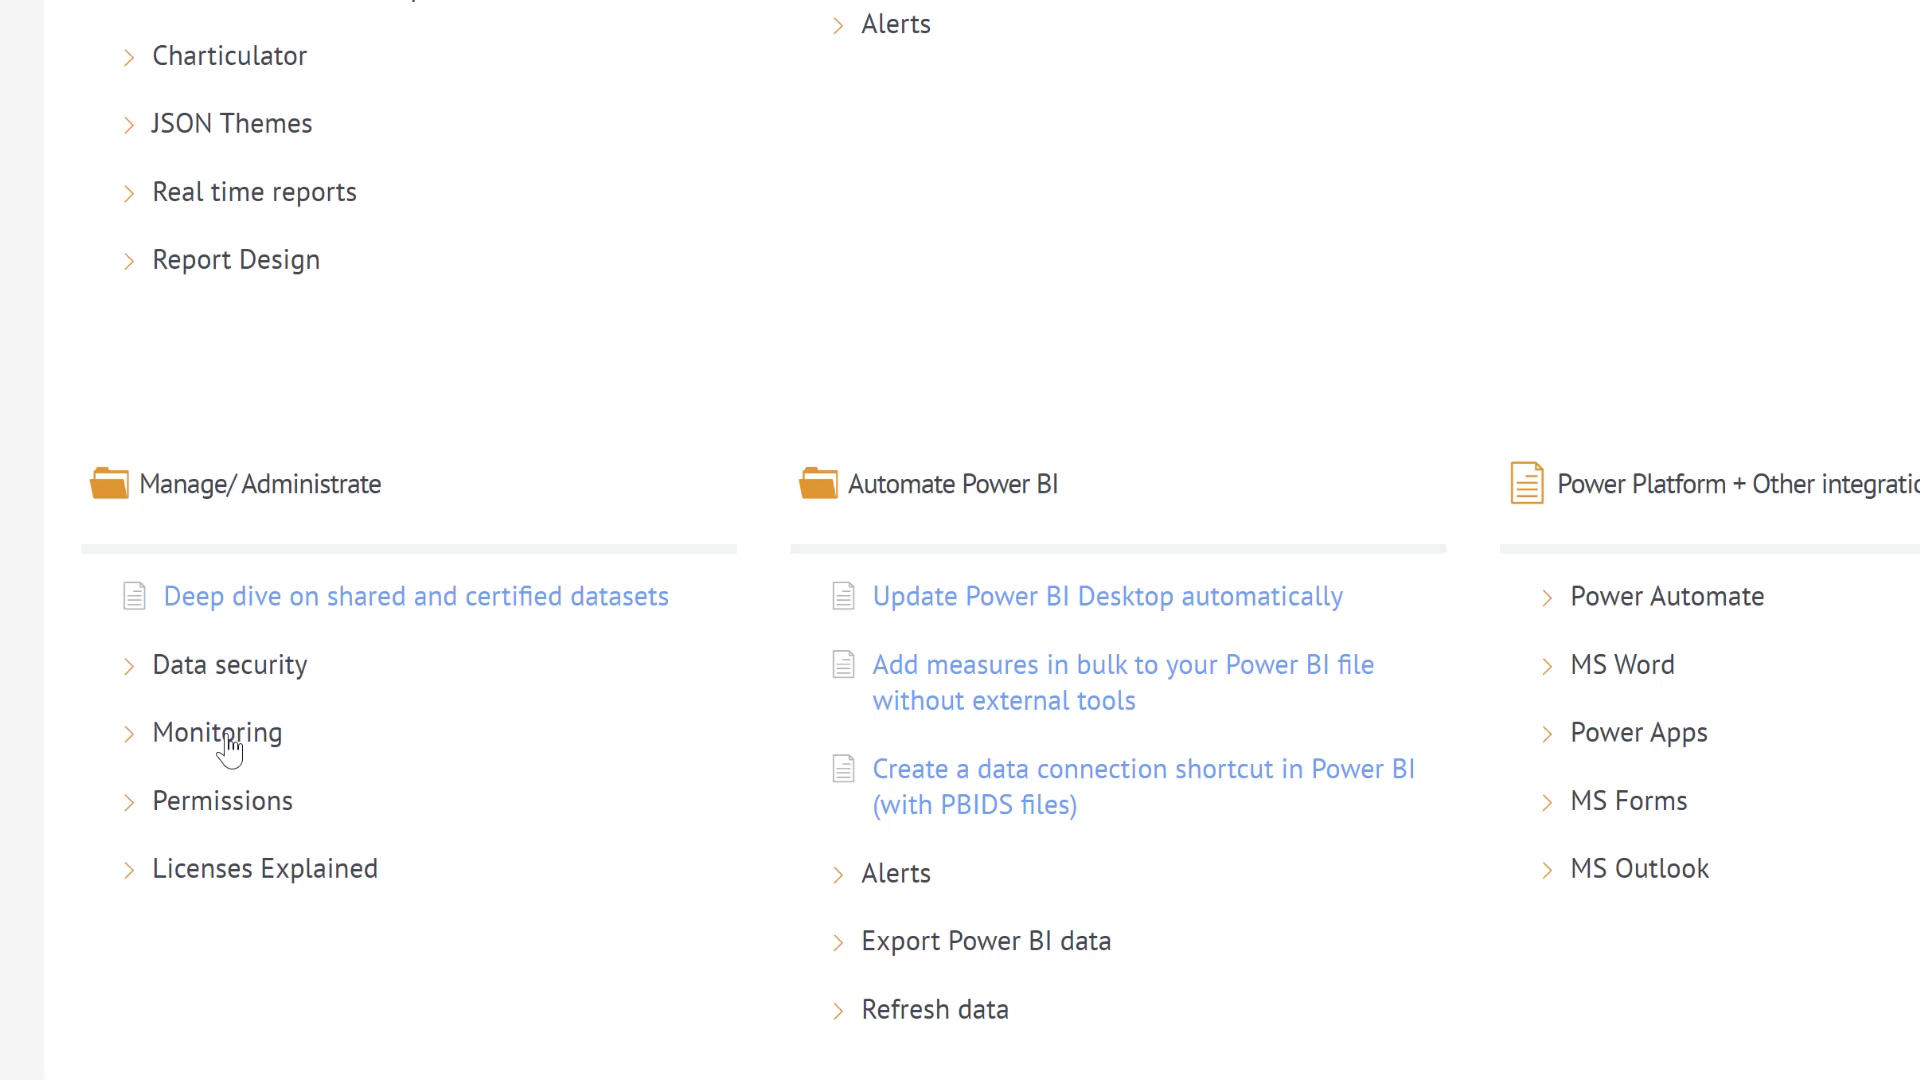 Charticulator
JSON Themes
Real time reports
Report Design
Alerts
Manage/ Administrate
Deep dive on shared and certified datasets
Data security
Monitoring
Permissions
Licenses Explained
Automate Power BI
Update Power BI Desktop automatically
Add measures in bulk to your Power BI file
without external tools
Create a data connection shortcut in Power BI
(with PBIDS files)
Alerts
Export Power BI data
Refresh data
Power Platform + Other
Power Automate
MS Word
Power Apps
MS Forms
MS Outlook